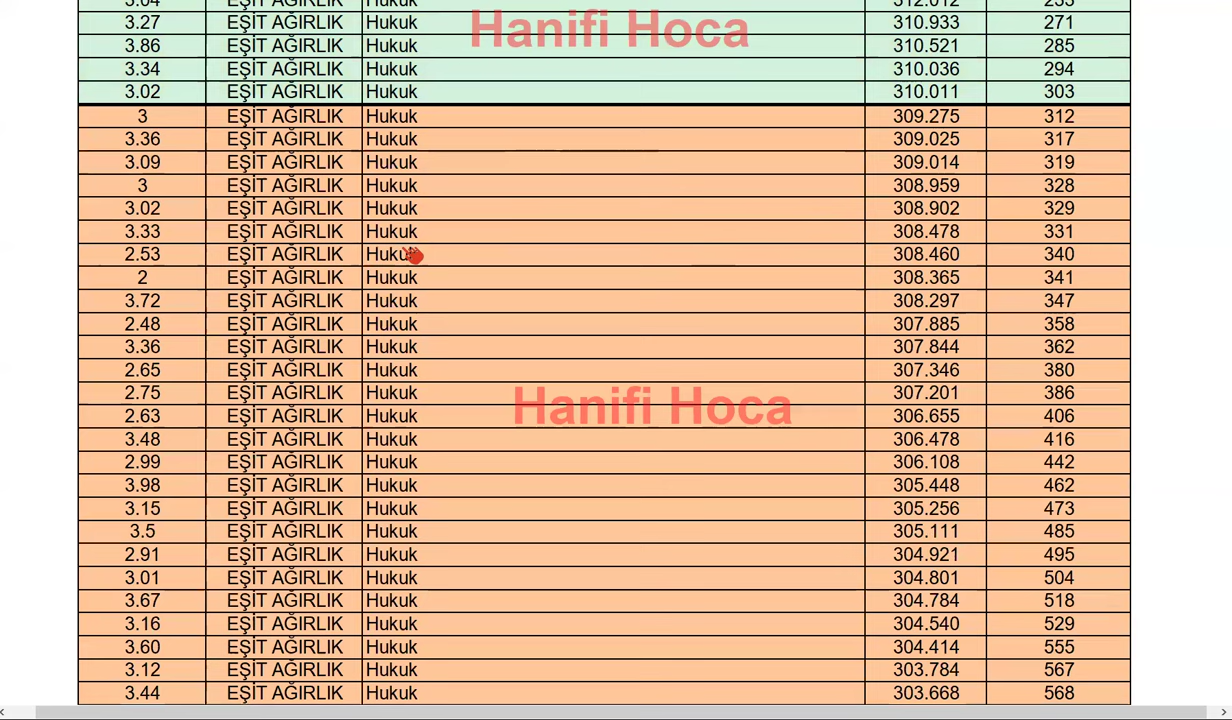 3.27 EŞİT AĞIRLIK Hukuk 310.933 271
Hanifi Hoca
3.86 EŞİT AĞIRLIK Hukuk 310.521 285
3.34 EŞİT AĞIRLIK Hukuk 310.036 294
3.02 EŞİT AĞIRLIK Hukuk 310.011 303
3 EŞİT AĞIRLIK Hukuk 309.275 312
3.36 EŞİT AĞIRLIK Hukuk 309.025 317
3.09 EŞİT AĞIRLIK Hukuk 309.014 319
3 EŞİT AĞIRLIK Hukuk 308.959 328
3.02 EŞİT AĞIRLIK Hukuk 308.902 329
3.33 EŞİT AĞIRLIK Hukuk 308.478 331
2.53 EŞİT AĞIRLIK Hukuk 308.460 340
2 EŞİT AĞIRLIK Hukuk 308.365 341
3.72 EŞİT AĞIRLIK Hukuk 308.297 347
2.48 EŞİT AĞIRLIK Hukuk 307.885 358
3.36 EŞİT AĞIRLIK Hukuk 307.844 362
2.65 EŞİT AĞIRLIK Hukuk 307.346 380
2.75 EŞİT AĞIRLIK Hukuk 307.201 386
Hanifi Hoca
2.63 EŞİT AĞIRLIK Hukuk 306.655 406
3.48 EŞİT AĞIRLIK Hukuk 306.478 416
2.99 EŞİT AĞIRLIK Hukuk 306.108 442
3.98 EŞİT AĞIRLIK Hukuk 305.448 462
3.15 EŞİT AĞIRLIK Hukuk 305.256 473
3.5 EŞİT AĞIRLIK Hukuk 305.111 485
2.91 EŞİT AĞIRLIK Hukuk 304.921 495
3.01 EŞİT AĞIRLIK Hukuk 304.801 504
3.67 EŞİT AĞIRLIK Hukuk 304.784 518
3.16 EŞİT AĞIRLIK Hukuk 304.540 529
3.60 EŞİT AĞIRLIK Hukuk 304.414 555
3.12 EŞİT AĞIRLIK Hukuk 303.784 567
3.44 EŞİT AĞIRLIK Hukuk 303.668 568